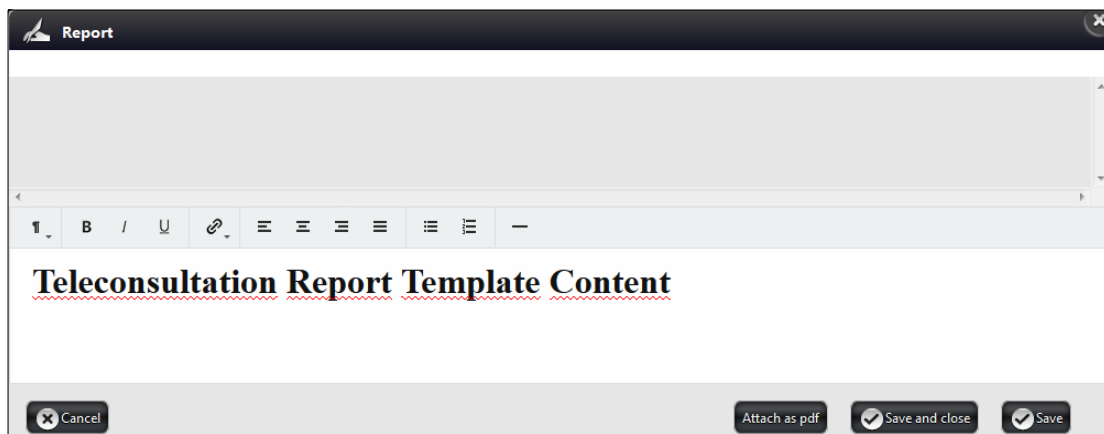 Report
B I U
Teleconsultation Report Template Content
Cancel Attach as pdf Save and close Save